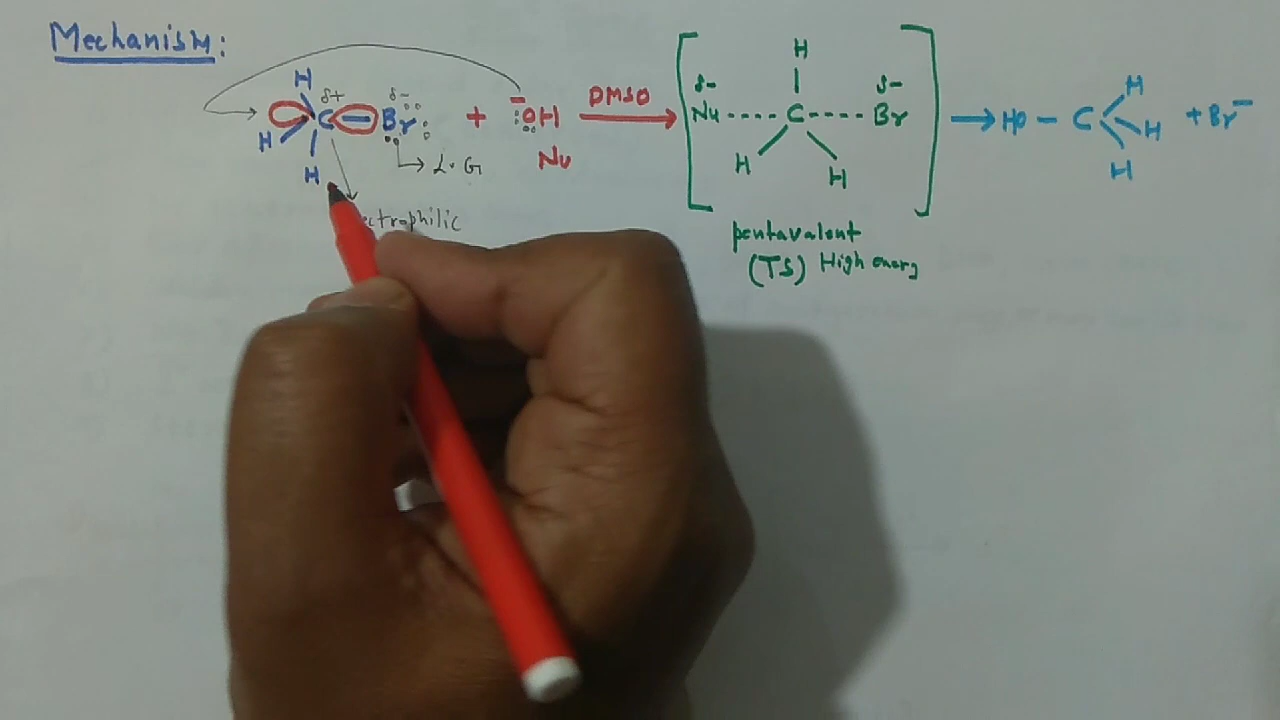 Mechanism:
H
H
H
C
δ+
Br
δ-
L.G
+
:OH
Nu
DMSO
δ-
Nu
H
C
H
H
δ-
Br
pentavalent
(TS) High energy
HO - C
H
H
H
+ Br⁻